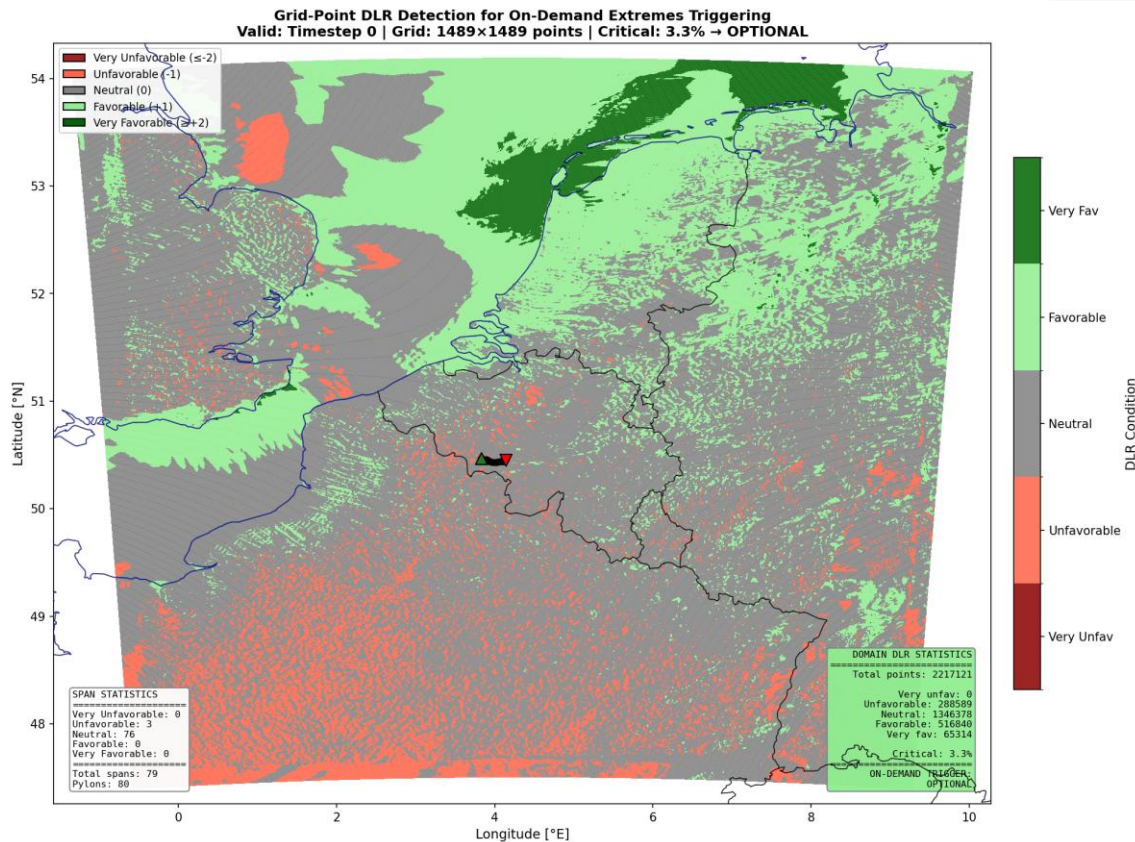 Grid-Point DLR Detection for On-Demand Extremes Triggering
Valid: Timestep 0 | Grid: 1489×1489 points | Critical: 3.3% → OPTIONAL
Very Unfavorable (≤-2)
Unfavorable (-1)
Neutral (0)
Favorable (+1)
Very Favorable (≥+2)
54
53
52
51
50
49
48
Latitude [°N]
SPAN STATISTICS
====================
Very Unfavorable: 0
Unfavorable: 3
Neutral: 76
Favorable: 0
Very Favorable: 0
====================
Total spans: 79
Pylons: 80
DOMAIN DLR STATISTICS
=========================
Total points: 2217121
Very unfav: 0
Unfavorable: 288589
Neutral: 1346378
Favorable: 516840
Very fav: 65314
Critical: 3.3%
=========================
ON-DEMAND TRIGGER:
OPTIONAL
0
2
4
6
8
10
Longitude [°E]
Very Fav
Favorable
Neutral
Unfavorable
Very Unfav
DLR Condition